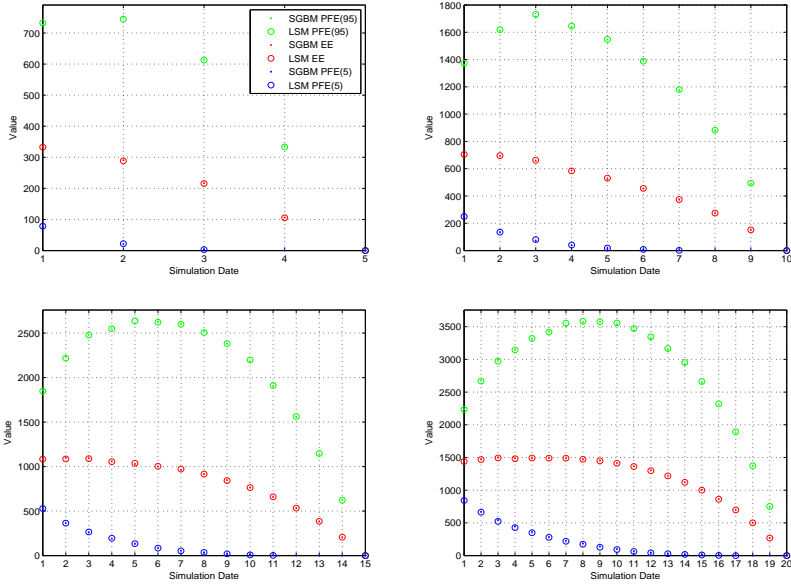 700
600
500
400
300
200
100
0
Value
1 2 3 4 5
Simulation Date
SGBM PFE(95)
LSM PFE(95)
SGBM EE
LSM EE
SGBM PFE(5)
LSM PFE(5)
1800
1600
1400
1200
1000
800
600
400
200
0
Value
1 2 3 4 5 6 7 8 9 10
Simulation Date
2500
2000
1500
1000
500
0
Value
1 2 3 4 5 6 7 8 9 10 11 12 13 14 15
Simulation Date
3500
3000
2500
2000
1500
1000
500
0
Value
1 2 3 4 5 6 7 8 9 10 11 12 13 14 15 16 17 18 19 20
Simulation Date